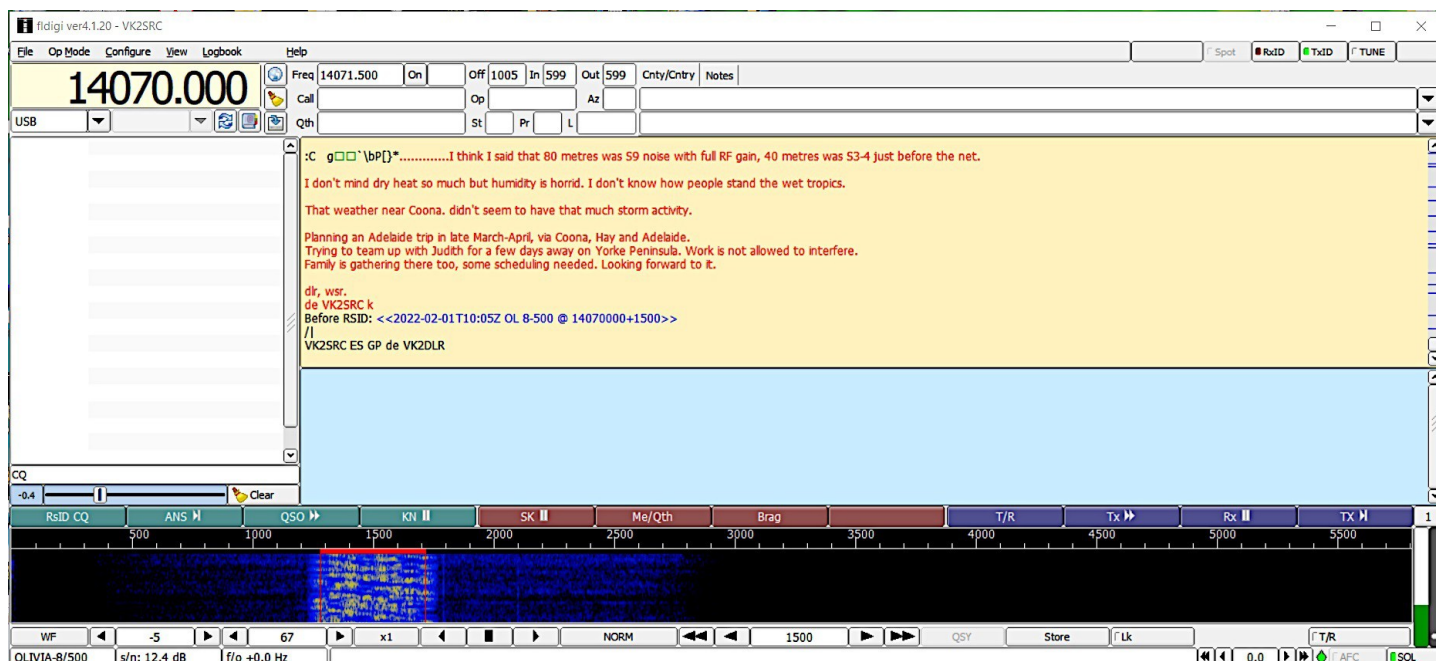 fldigi ver4.1.20 - VK2SRC
File Op Mode Configure View Logbook Help Spot RxID TxID TUNE
14070.000 Freq 14071.500 On Off 1005 In 599 Out 599 Cnty/Cntry Notes
Call Op Az
USB Qth St Pr L
:C g□□`\bP[}*.............I think I said that 80 metres was S9 noise with full RF gain, 40 metres was S3-4 just before the net.
I don't mind dry heat so much but humidity is horrid. I don't know how people stand the wet tropics.
That weather near Coona. didn't seem to have that much storm activity.
Planning an Adelaide trip in late March-April, via Coona, Hay and Adelaide.
Trying to team up with Judith for a few days away on Yorke Peninsula. Work is not allowed to interfere.
Family is gathering there too, some scheduling needed. Looking forward to it.
dlr, wsr.
de VK2SRC k
Before RSID: <<2022-02-01T10:05Z OL 8-500 @ 14070000+1500>>
/|
VK2SRC ES GP de VK2DLR
CQ
-0.4 Clear
RsID CQ ANS QSO KN SK Me/Qth Brag T/R Tx Rx TX 1
500 1000 1500 2000 2500 3000 3500 4000 4500 5000 5500
WF -5 67 x1 NORM 1500 QSY Store Lk T/R
OLIVIA-8/500 s/n: 12.4 dB f/o +0.0 Hz 0.0 AFC SQL